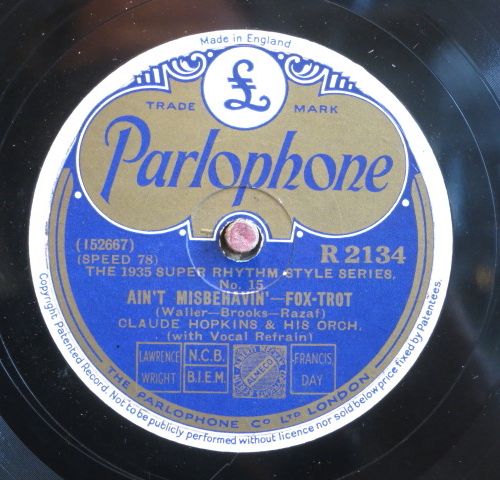 Made in England
£
TRADE MARK
Parlophone
(152667)
(SPEED 78)
R 2134
THE 1935 SUPER RHYTHM STYLE SERIES.
No. 15
AIN'T MISBEHAVIN'—FOX-TROT
(Waller—Brooks—Razaf)
CLAUDE HOPKINS & HIS ORCH.
(with Vocal Refrain)
LAWRENCE WRIGHT
N.C.B.
B.I.E.M.
FRANCIS, DAY
THE PARLOPHONE CO LTD LONDON
Copyright Patented Record. Not to be publicly performed without licence nor sold below price fixed by Patentees.